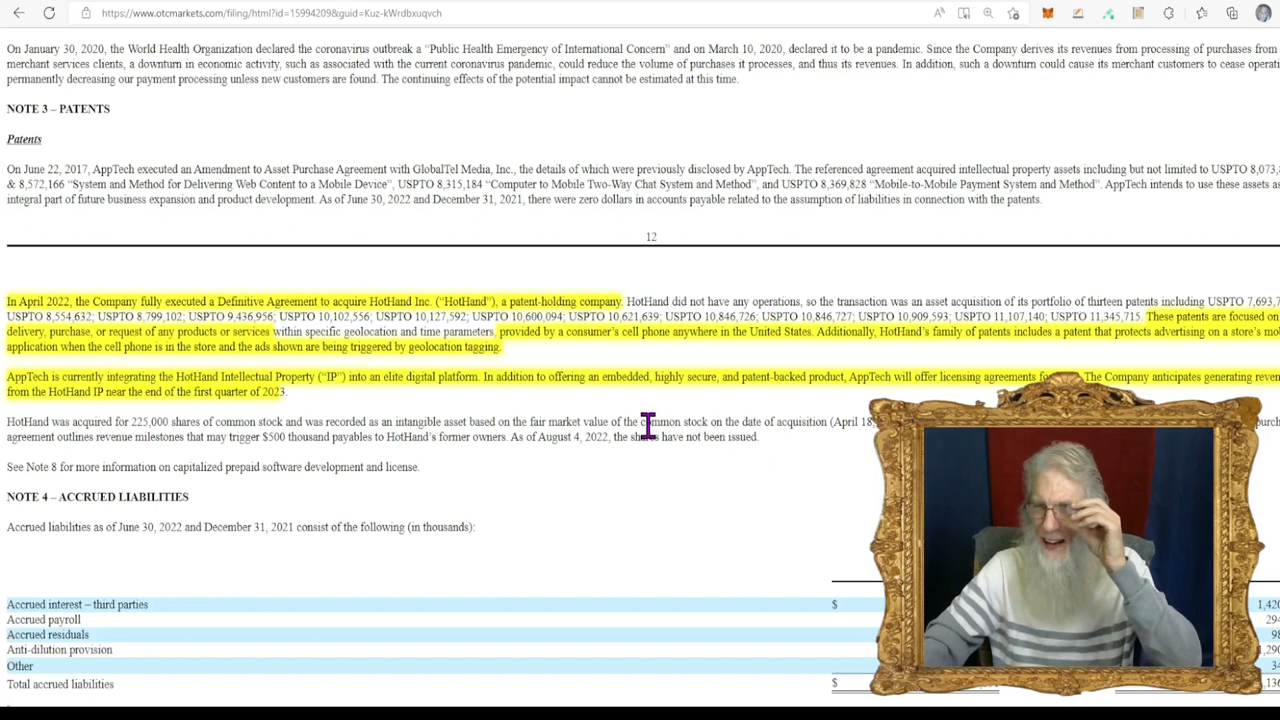 https://www.otcmarkets.com/filing/html?id=15994209&guid=Kuz-kWrdbxuqvch
On January 30, 2020, the World Health Organization declared the coronavirus outbreak a “Public Health Emergency of International Concern” and on March 10, 2020, declared it to be a pandemic. Since the Company derives its revenues from processing of purchases from
merchant services clients, a downturn in economic activity, such as associated with the current coronavirus pandemic, could reduce the volume of purchases it processes, and thus its revenues. In addition, such a downturn could cause its merchant customers to cease
permanently decreasing our payment processing unless new customers are found. The continuing effects of the potential impact cannot be estimated at this time.
NOTE 3 – PATENTS
Patents
On June 22, 2017, AppTech executed an Amendment to Asset Purchase Agreement with GlobalTel Media, Inc., the details of which were previously disclosed by AppTech. The referenced agreement acquired intellectual property assets including but not limited to USPTO 8,073,
& 8,572,166 “System and Method for Delivering Web Content to a Mobile Device”, USPTO 8,315,184 “Computer to Mobile Two-Way Chat System and Method”, and USPTO 8,369,828 “Mobile-to-Mobile Payment System and Method”. AppTech intends to use these assets as
integral part of future business expansion and product development. As of June 30, 2022 and December 31, 2021, there were zero dollars in accounts payable related to the assumption of liabilities in connection with the patents.
12
In April 2022, the Company fully executed a Definitive Agreement to acquire HotHand Inc. (“HotHand”), a patent-holding company. HotHand did not have any operations, so the transaction was an asset acquisition of its portfolio of thirteen patents including USPTO 7,693,7
USPTO 8,554,632; USPTO 8,799,102; USPTO 9,436,956; USPTO 10,102,556; USPTO 10,127,592; USPTO 10,600,094; USPTO 10,621,639; USPTO 10,846,726; USPTO 10,846,727; USPTO 10,909,593; USPTO 11,107,140; USPTO 11,345,715. These patents are focused on
delivery, purchase, or request of any products or services within specific geolocation and time parameters, provided by a consumer’s cell phone anywhere in the United States. Additionally, HotHand’s family of patents includes a patent that protects advertising on a store’s
application when the cell phone is in the store and the ads shown are being triggered by geolocation tagging.
AppTech is currently integrating the HotHand Intellectual Property (“IP”) into an elite digital platform. In addition to offering an embedded, highly secure, and patent-backed product, AppTech will offer licensing agreements The Company anticipates generating
from the HotHand IP near the end of the first quarter of 2023.
HotHand was acquired for 225,000 shares of common stock and was recorded as an intangible asset based on the fair market value of the common stock on the date of acquisition (April 18,
agreement outlines revenue milestones that may trigger $500 thousand payables to HotHand’s former owners. As of August 4, 2022, the shares have not been issued.
See Note 8 for more information on capitalized prepaid software development and license.
NOTE 4 – ACCRUED LIABILITIES
Accrued liabilities as of June 30, 2022 and December 31, 2021 consist of the following (in thousands):
Accrued interest – third parties $ 1,420
Accrued payroll 294
Accrued residuals 98
Anti-dilution provision
Other
Total accrued liabilities $